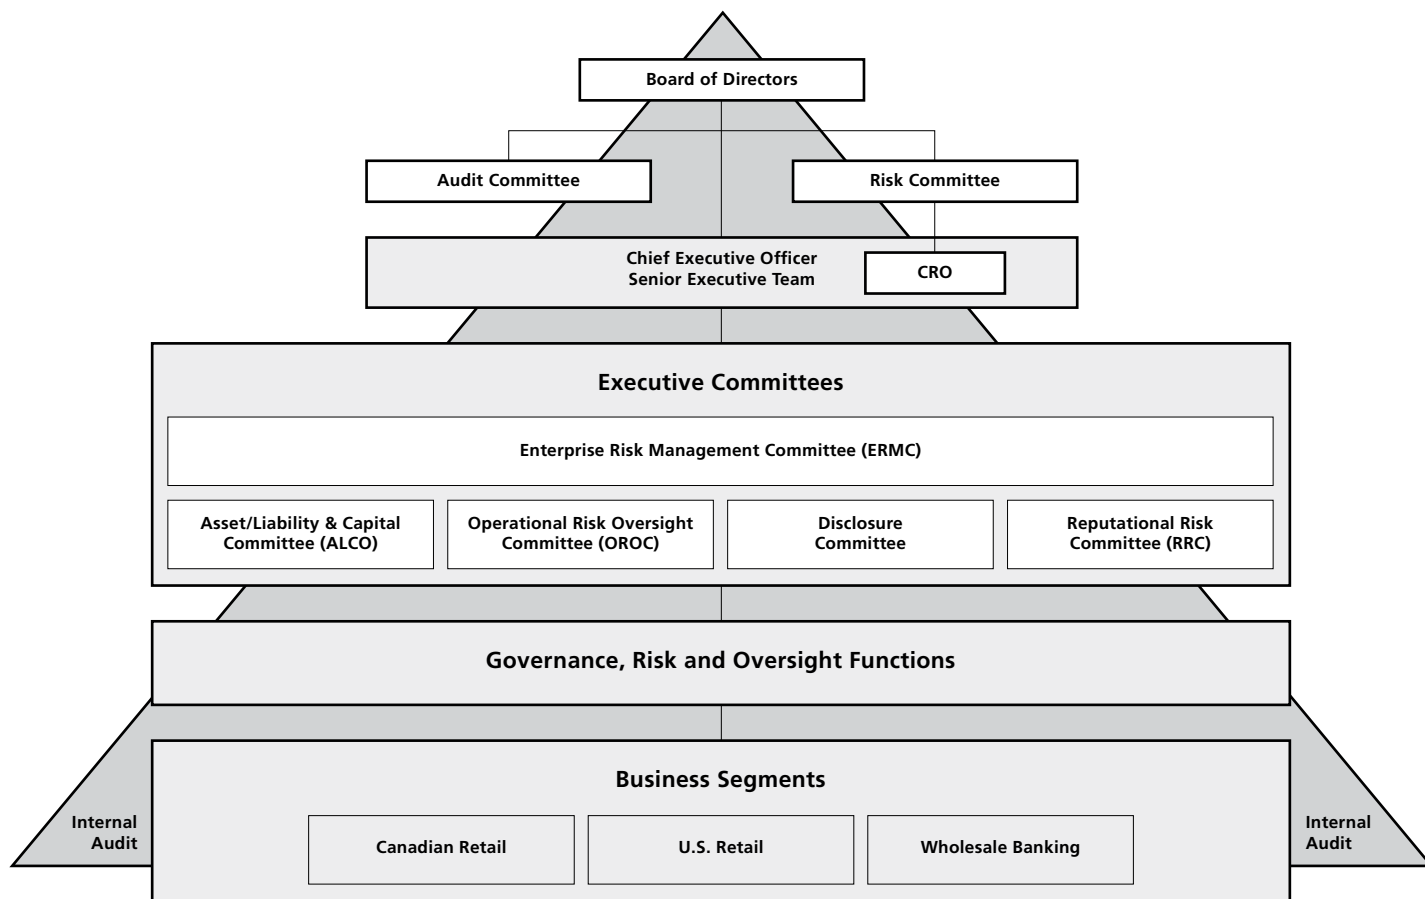 Board of Directors
Audit Committee
Risk Committee
Chief Executive Officer
Senior Executive Team
CRO
Executive Committees
Enterprise Risk Management Committee (ERMC)
Asset/Liability & Capital
Committee (ALCO)
Operational Risk Oversight
Committee (OROC)
Disclosure
Committee
Reputational Risk
Committee (RRC)
Governance, Risk and Oversight Functions
Business Segments
Internal
Audit
Canadian Retail
U.S. Retail
Wholesale Banking
Internal
Audit